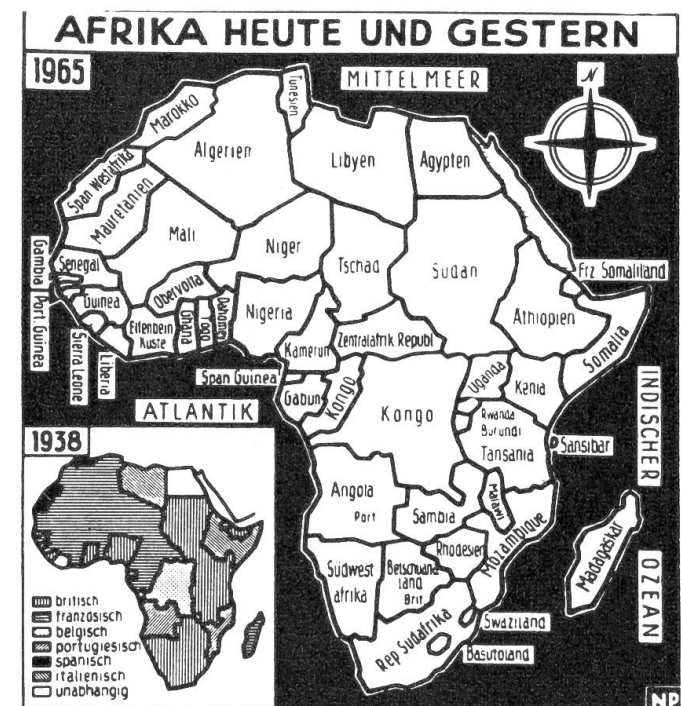 AFRIKA HEUTE UND GESTERN
1965
MITTELMEER
N
Marokko
Tunesien
Algerien
Libyen
Ägypten
Span Westafrika
Mauretanien
Mali
Niger
Tschad
Sudan
Gambia
Port. Guinea
Senegal
Guinea
Sierra Leone
Liberia
Elfenbein
Küste
Obervolta
Ghana
Togo
Dahomey
Nigeria
Kamerun
Zentralafrik Republ
Frz Somaliland
Äthiopien
Somalia
Span Guinea
Gabun
Kongo
Kongo
Uganda
Kenia
Rwanda
Burundi
Tansania
Sansibar
ATLANTIK
INDISCHER
OZEAN
Angola
Port
Sambia
Malawi
Mozambique
Madagaskar
Südwest
afrika
Betschuana
land
Brit
Rhodesien
Rep Südafrika
Swaziland
Basutoland
1938
britisch
französisch
belgisch
portugiesisch
spanisch
italienisch
unabhängig
NP